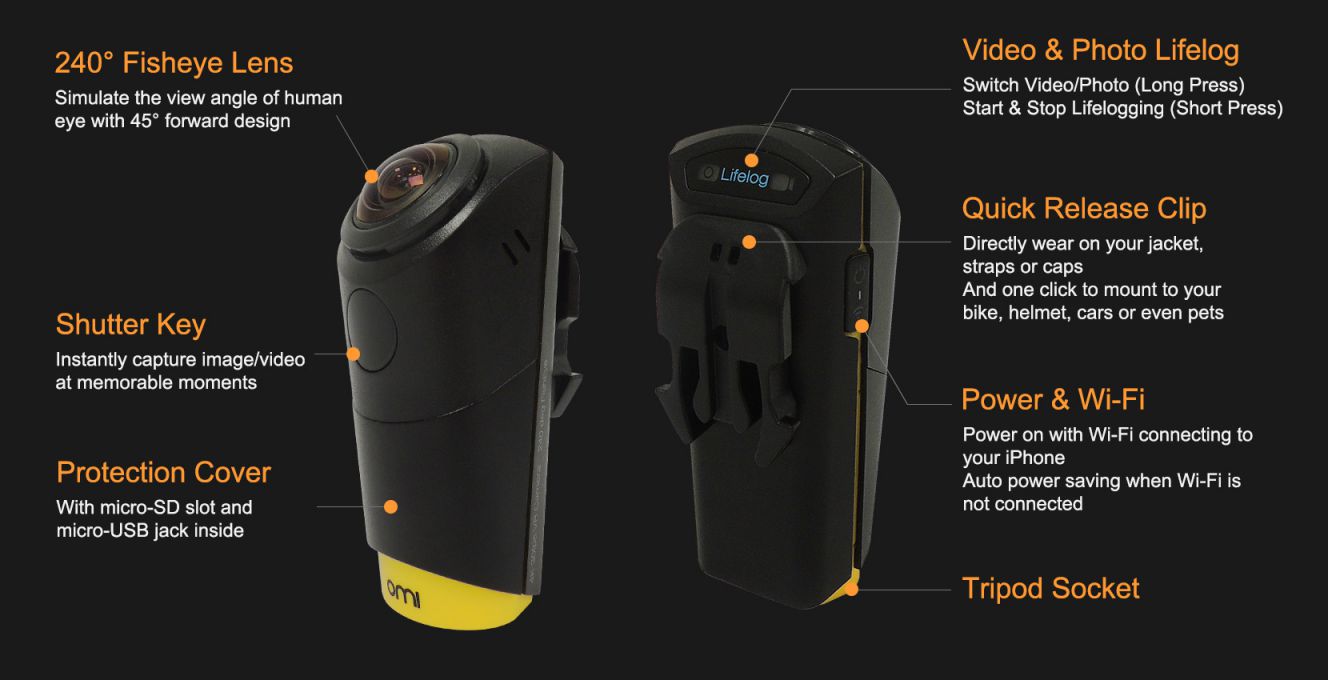 240° Fisheye Lens
Simulate the view angle of human
eye with 45° forward design
Shutter Key
Instantly capture image/video
at memorable moments
Protection Cover
With micro-SD slot and
micro-USB jack inside
omi
Lifelog
Video & Photo Lifelog
Switch Video/Photo (Long Press)
Start & Stop Lifelogging (Short Press)
Quick Release Clip
Directly wear on your jacket,
straps or caps
And one click to mount to your
bike, helmet, cars or even pets
Power & Wi-Fi
Power on with Wi-Fi connecting to
your iPhone
Auto power saving when Wi-Fi is
not connected
Tripod Socket